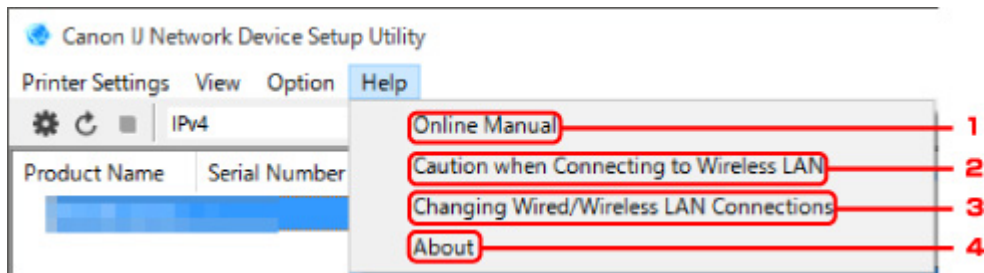 Canon IJ Network Device Setup Utility
Printer Settings View Option Help
IPv4
Online Manual 1
Caution when Connecting to Wireless LAN 2
Product Name Serial Number
Changing Wired/Wireless LAN Connections 3
About 4